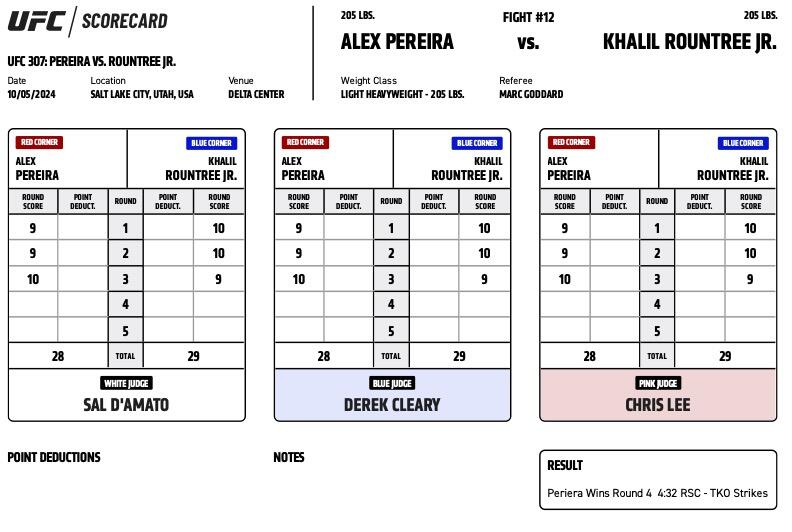 UFC / SCORECARD
UFC 307: PEREIRA VS. ROUNTREE JR.
Date Location Venue
10/05/2024 SALT LAKE CITY, UTAH, USA DELTA CENTER
205 LBS. FIGHT #12 205 LBS.
ALEX PEREIRA vs. KHALIL ROUNTREE JR.
Weight Class Referee
LIGHT HEAVYWEIGHT - 205 LBS. MARC GODDARD
RED CORNER BLUE CORNER
ALEX KHALIL
PEREIRA ROUNTREE JR.
ROUND POINT ROUND POINT ROUND
SCORE DEDUCT. DEDUCT. SCORE
9 1 10
9 2 10
10 3 9
4
5
28 TOTAL 29
WHITE JUDGE
SAL D'AMATO
RED CORNER BLUE CORNER
ALEX KHALIL
PEREIRA ROUNTREE JR.
ROUND POINT ROUND POINT ROUND
SCORE DEDUCT. DEDUCT. SCORE
9 1 10
9 2 10
10 3 9
4
5
28 TOTAL 29
BLUE JUDGE
DEREK CLEARY
RED CORNER BLUE CORNER
ALEX KHALIL
PEREIRA ROUNTREE JR.
ROUND POINT ROUND POINT ROUND
SCORE DEDUCT. DEDUCT. SCORE
9 1 10
9 2 10
10 3 9
4
5
28 TOTAL 29
PINK JUDGE
CHRIS LEE
POINT DEDUCTIONS
NOTES
RESULT
Periera Wins Round 4 4:32 RSC - TKO Strikes